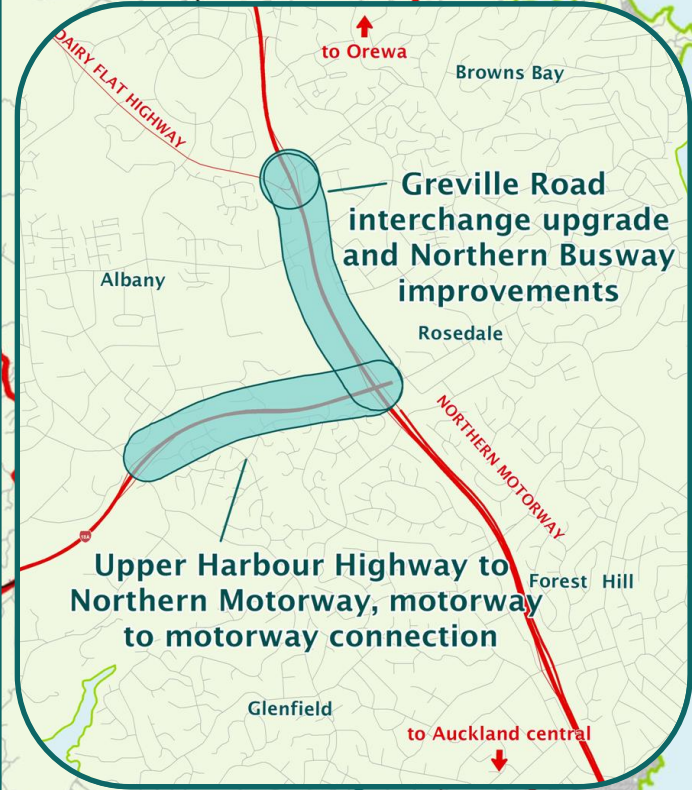 to Orewa
DAIRY FLAT HIGHWAY
Browns Bay
Greville Road
interchange upgrade
and Northern Busway
improvements
Albany
Rosedale
NORTHERN MOTORWAY
Upper Harbour Highway to
Northern Motorway, motorway
to motorway connection
Forest Hill
Glenfield
to Auckland central